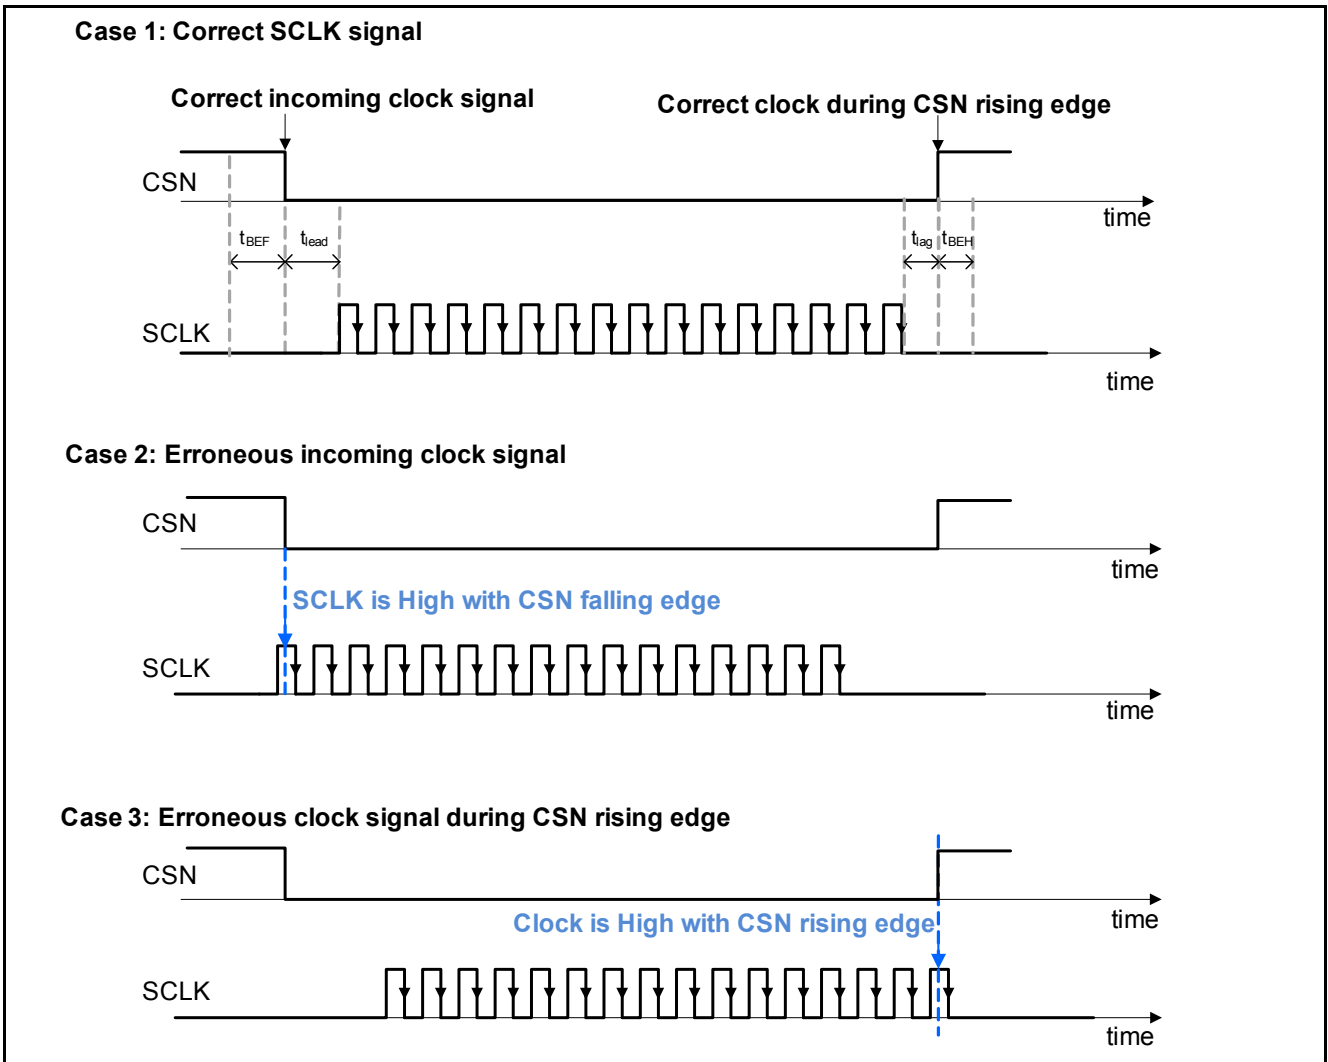 Case 1: Correct SCLK signal
Correct incoming clock signal
Correct clock during CSN rising edge
CSN
time
tBEF
tlead
tlag
tBEH
SCLK
time
Case 2: Erroneous incoming clock signal
CSN
time
SCLK is High with CSN falling edge
SCLK
time
Case 3: Erroneous clock signal during CSN rising edge
CSN
time
Clock is High with CSN rising edge
SCLK
time